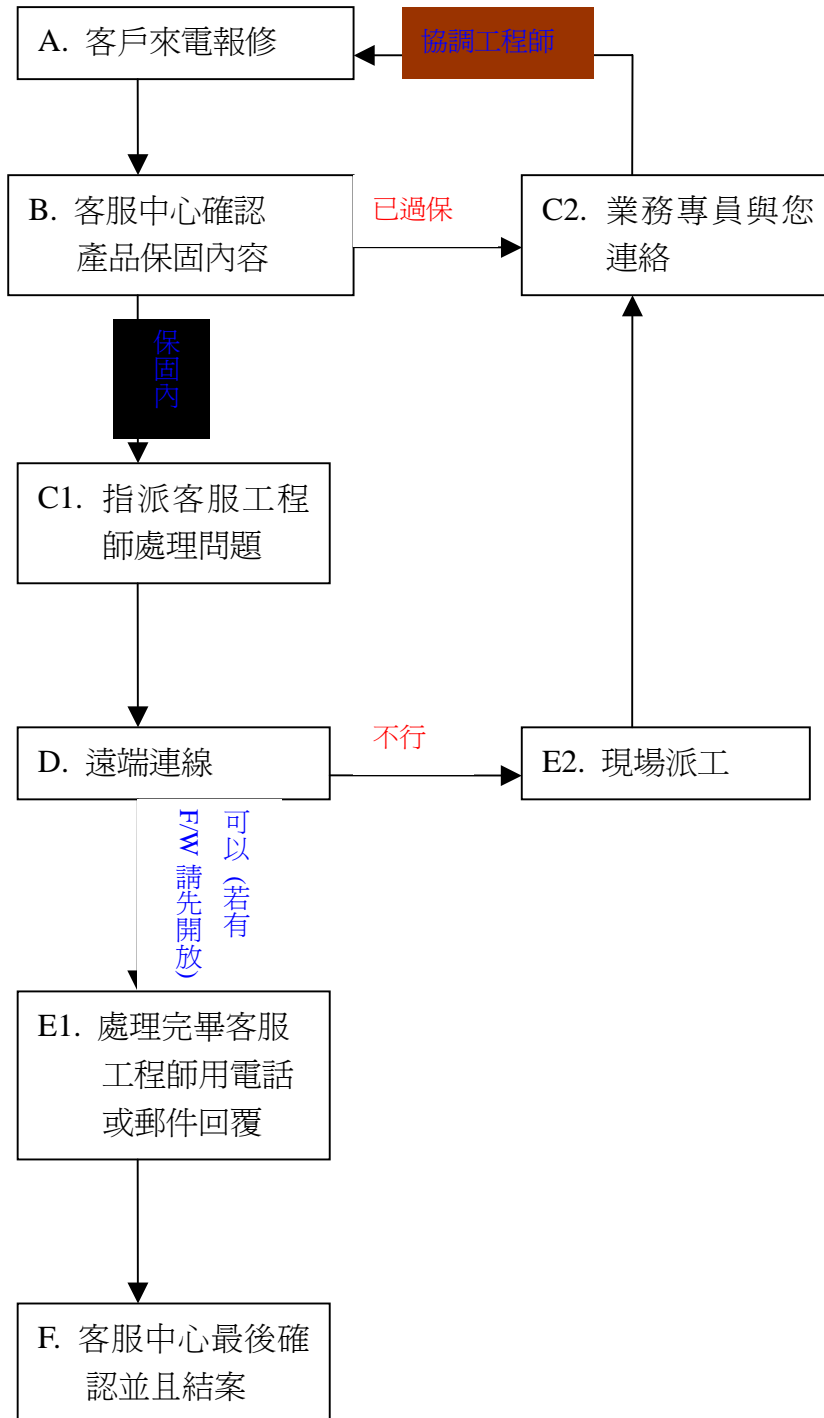 A. 客戶來電報修
協調工程師
B. 客服中心確認
產品保固內容
已過保
C2. 業務專員與您
連絡
保固內
C1. 指派客服工程
師處理問題
D. 遠端連線
不行
E2. 現場派工
可以 (若有
F/W 請先開放)
E1. 處理完畢客服
工程師用電話
或郵件回覆
F. 客服中心最後確
認並且結案